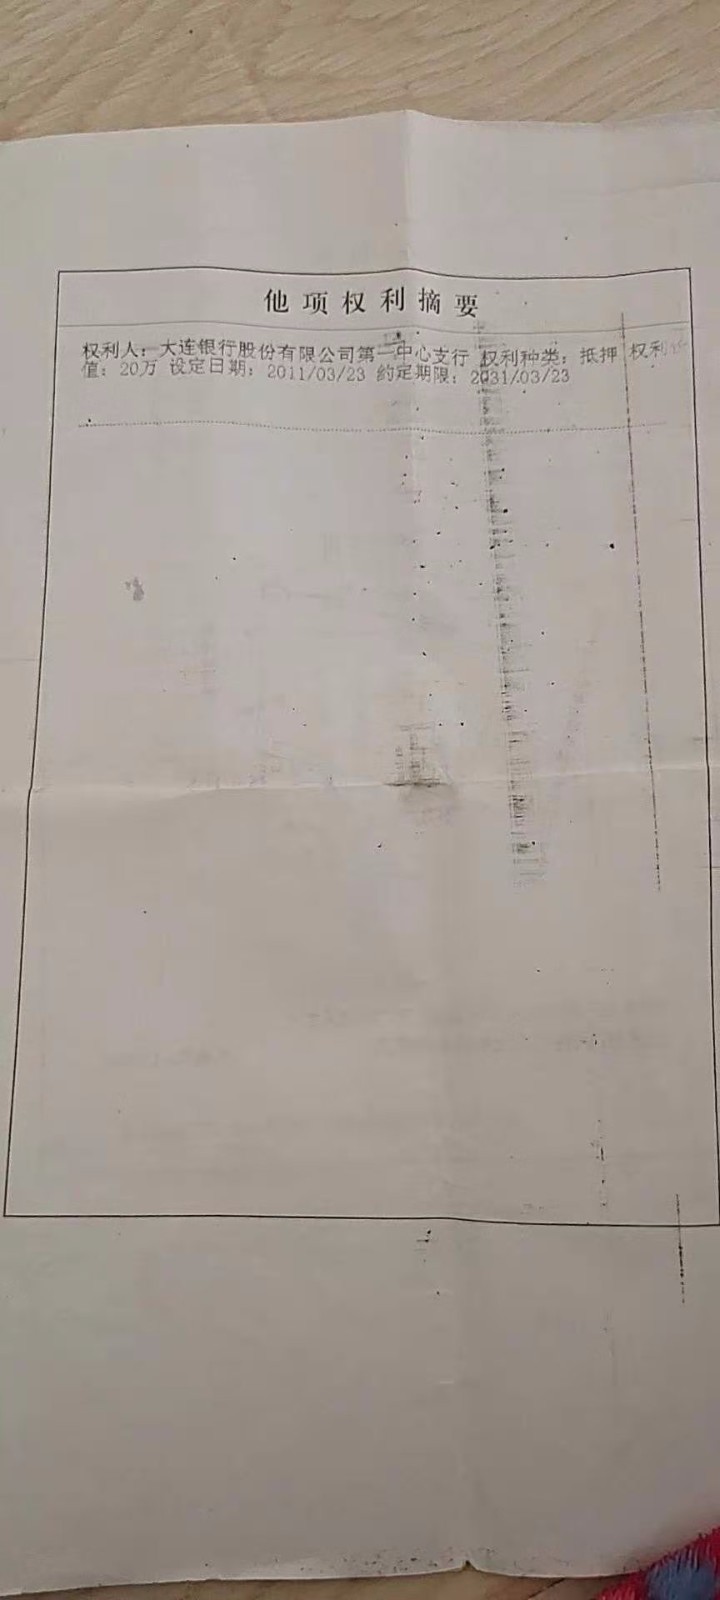 他项权利摘要
权利人：大连银行股份有限公司第一中心支行 权利种类：抵押 权利价
值：20万 设定日期：2011/03/23 约定期限：2031/03/23